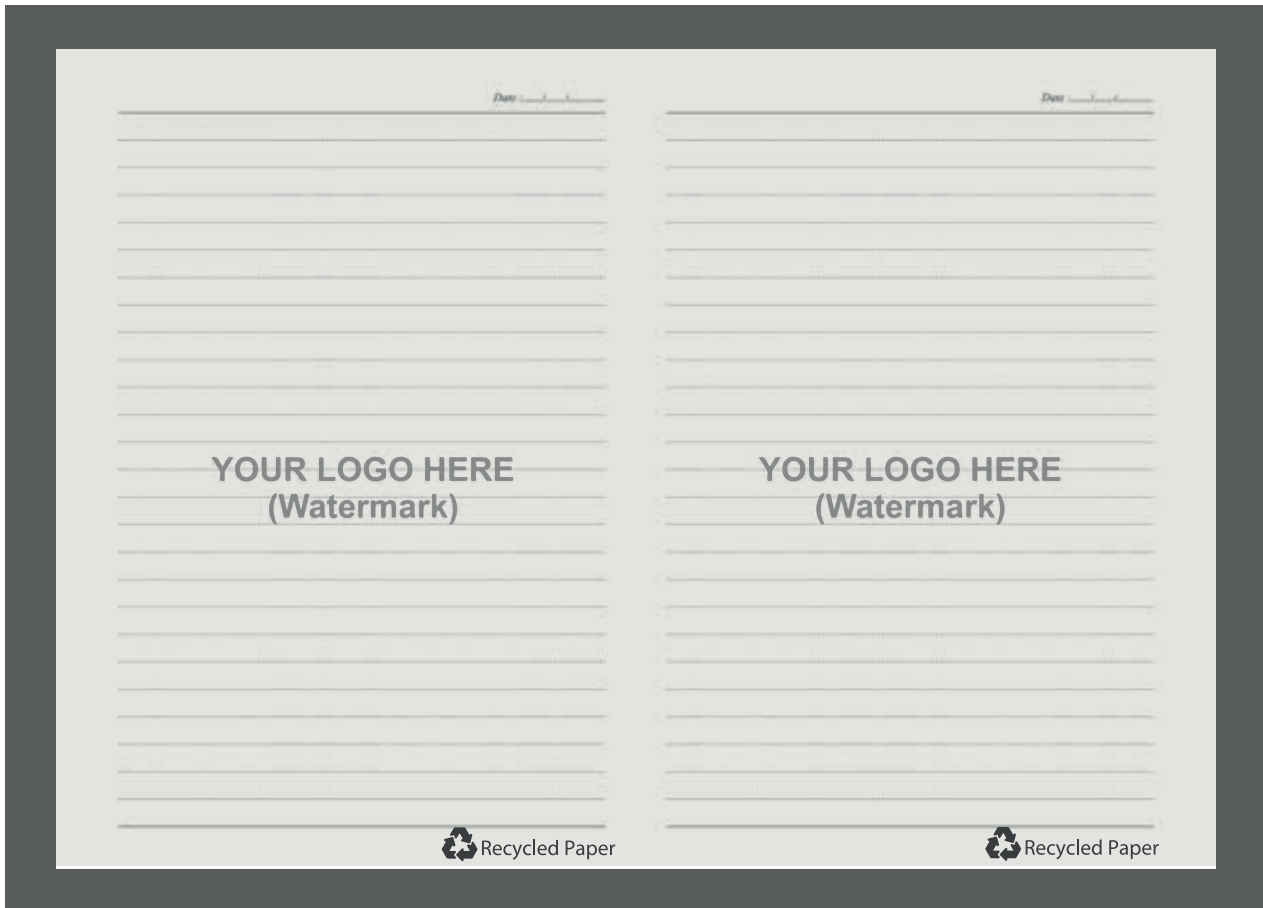 Date : / /
YOUR LOGO HERE
(Watermark)
Recycled Paper
Date : / /
YOUR LOGO HERE
(Watermark)
Recycled Paper